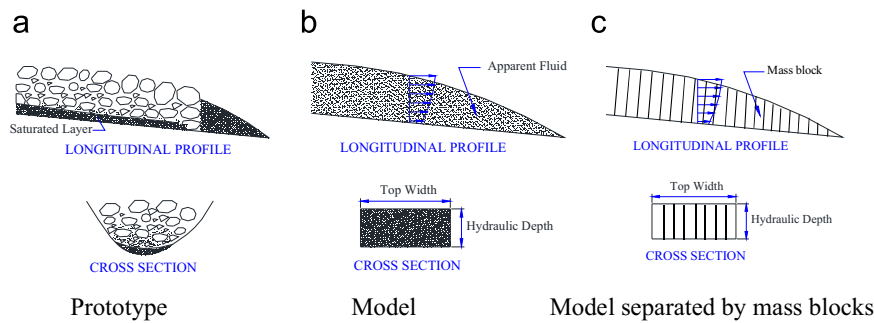 a
b
c
Saturated Layer
LONGITUDINAL PROFILE
CROSS SECTION
Prototype
Apparent Fluid
LONGITUDINAL PROFILE
Top Width
Hydraulic Depth
CROSS SECTION
Model
Mass block
LONGITUDINAL PROFILE
Top Width
Hydraulic Depth
CROSS SECTION
Model separated by mass blocks